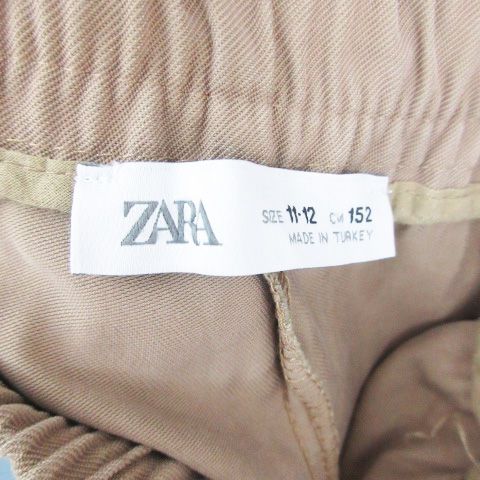 ZARA
SIZE 11-12 CM 152
MADE IN TURKEY